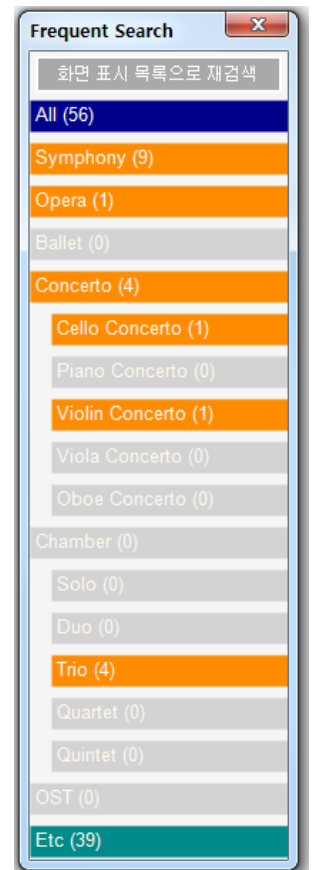 Frequent Search
화면 표시 목록으로 재검색
All (56)
Symphony (9)
Opera (1)
Ballet (0)
Concerto (4)
Cello Concerto (1)
Piano Concerto (0)
Violin Concerto (1)
Viola Concerto (0)
Oboe Concerto (0)
Chamber (0)
Solo (0)
Duo (0)
Trio (4)
Quartet (0)
Quintet (0)
OST (0)
Etc (39)